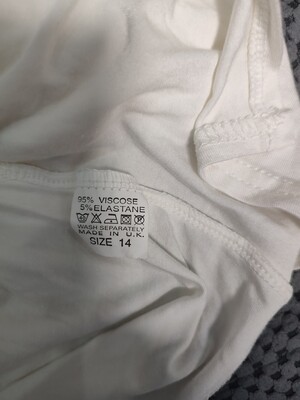 95% VISCOSE
5% ELASTANE
WASH SEPARATELY
MADE IN U.K.
SIZE 14